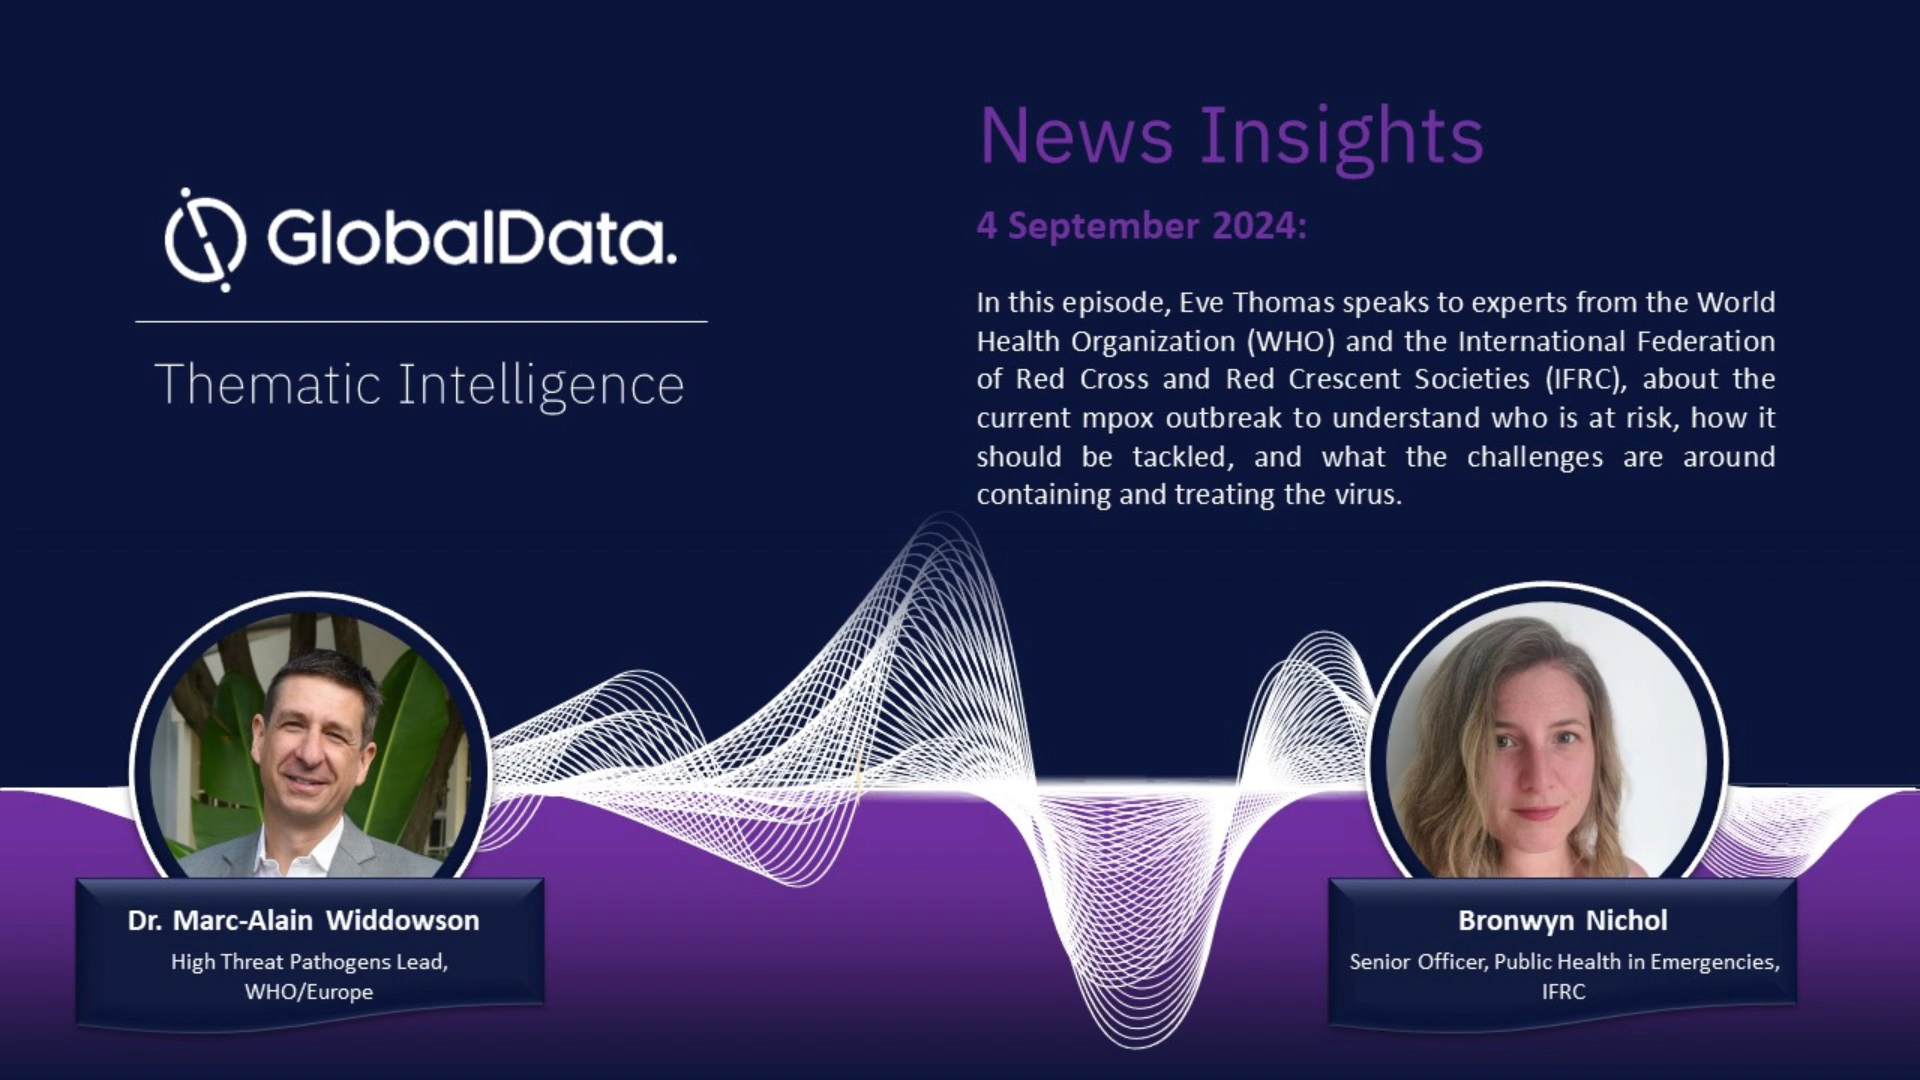 GlobalData.
Thematic Intelligence
News Insights
4 September 2024:
In this episode, Eve Thomas speaks to experts from the World
Health Organization (WHO) and the International Federation
of Red Cross and Red Crescent Societies (IFRC), about the
current mpox outbreak to understand who is at risk, how it
should be tackled, and what the challenges are around
containing and treating the virus.
Dr. Marc-Alain Widdowson
High Threat Pathogens Lead,
WHO/Europe
Bronwyn Nichol
Senior Officer, Public Health in Emergencies,
IFRC